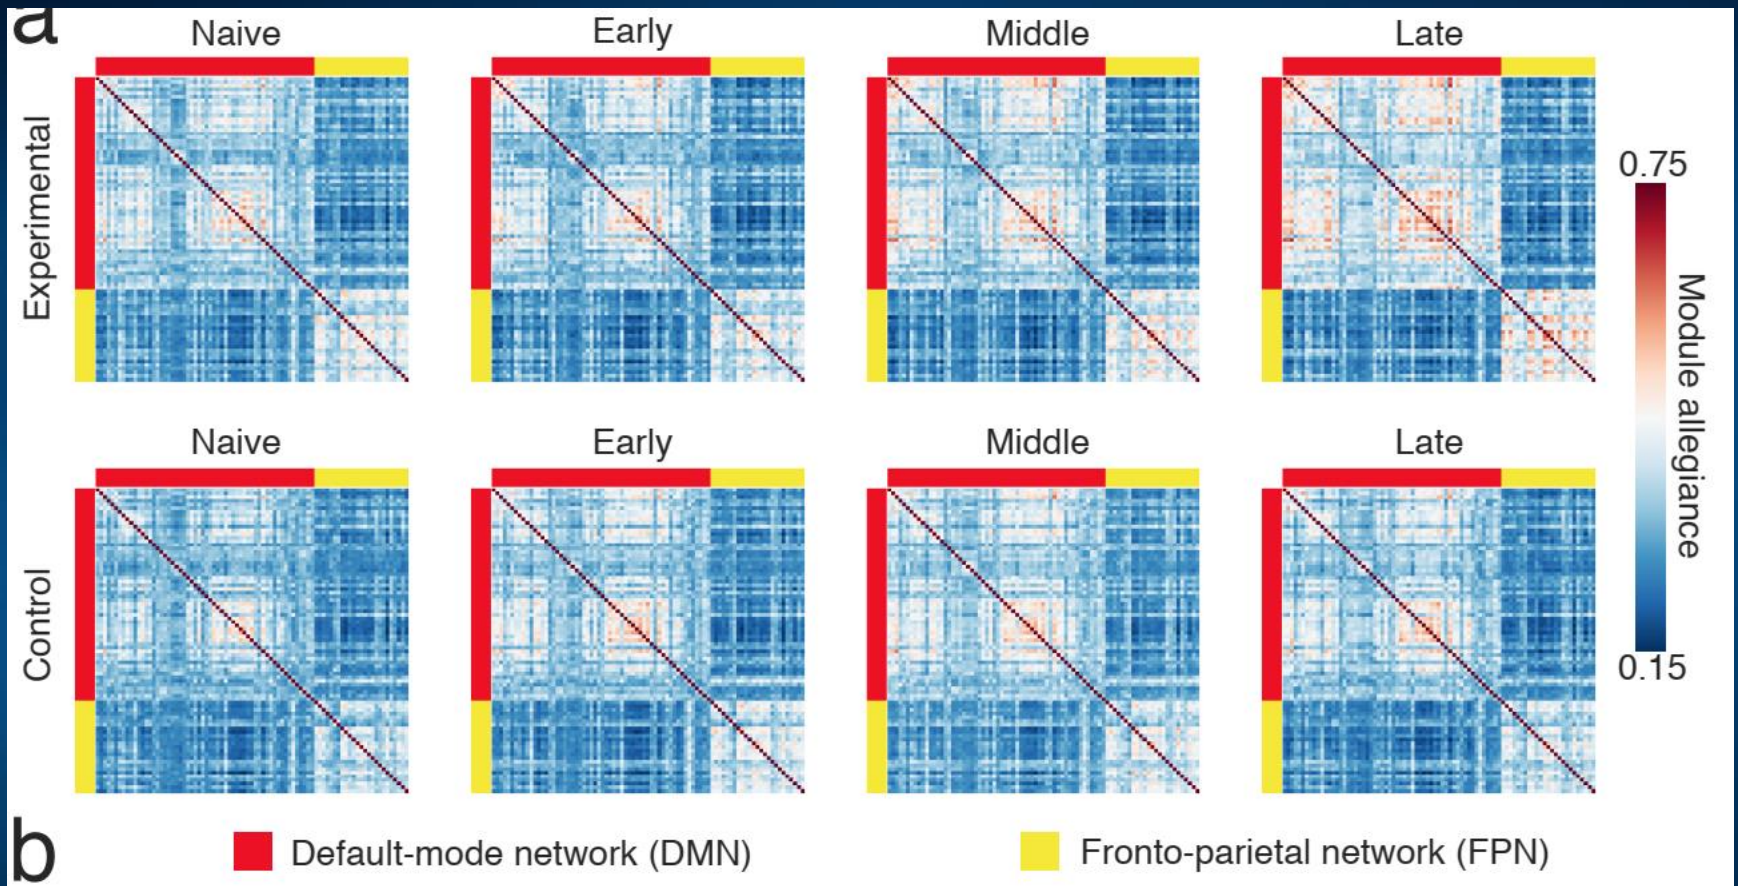 a
Naive Early Middle Late
Experimental
0.75
Module allegiance
0.15
Naive Early Middle Late
Control
b
Default-mode network (DMN) Fronto-parietal network (FPN)